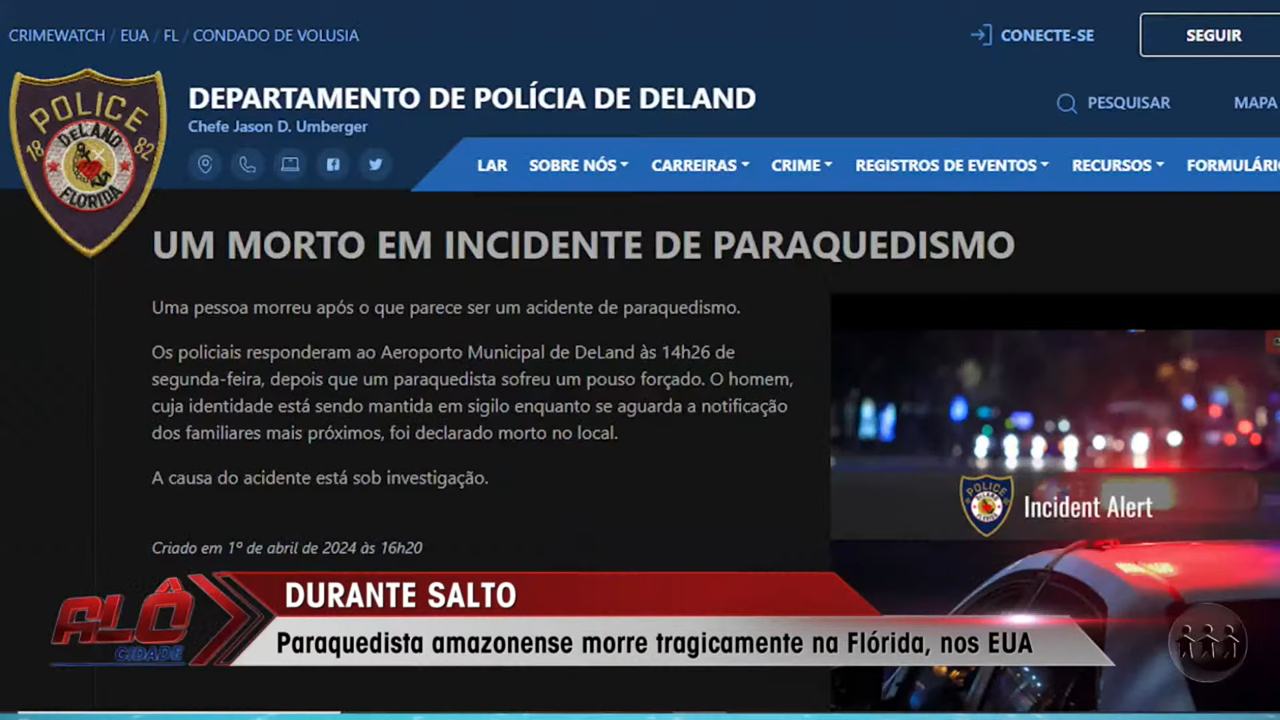 CRIMEWATCH / EUA / FL / CONDADO DE VOLUSIA
CONECTE-SE
SEGUIR
POLICE
18 82
DELAND
FLORIDA
DEPARTAMENTO DE POLÍCIA DE DELAND
Chefe Jason D. Umberger
PESQUISAR
MAPA
LAR
SOBRE NÓS
CARREIRAS
CRIME
REGISTROS DE EVENTOS
RECURSOS
FORMULÁRI
UM MORTO EM INCIDENTE DE PARAQUEDISMO
Uma pessoa morreu após o que parece ser um acidente de paraquedismo.
Os policiais responderam ao Aeroporto Municipal de DeLand às 14h26 de
segunda-feira, depois que um paraquedista sofreu um pouso forçado. O homem,
cuja identidade está sendo mantida em sigilo enquanto se aguarda a notificação
dos familiares mais próximos, foi declarado morto no local.
A causa do acidente está sob investigação.
Criado em 1º de abril de 2024 às 16h20
POLICE
Incident Alert
ALÔ
CIDADE
DURANTE SALTO
Paraquedista amazonense morre tragicamente na Flórida, nos EUA